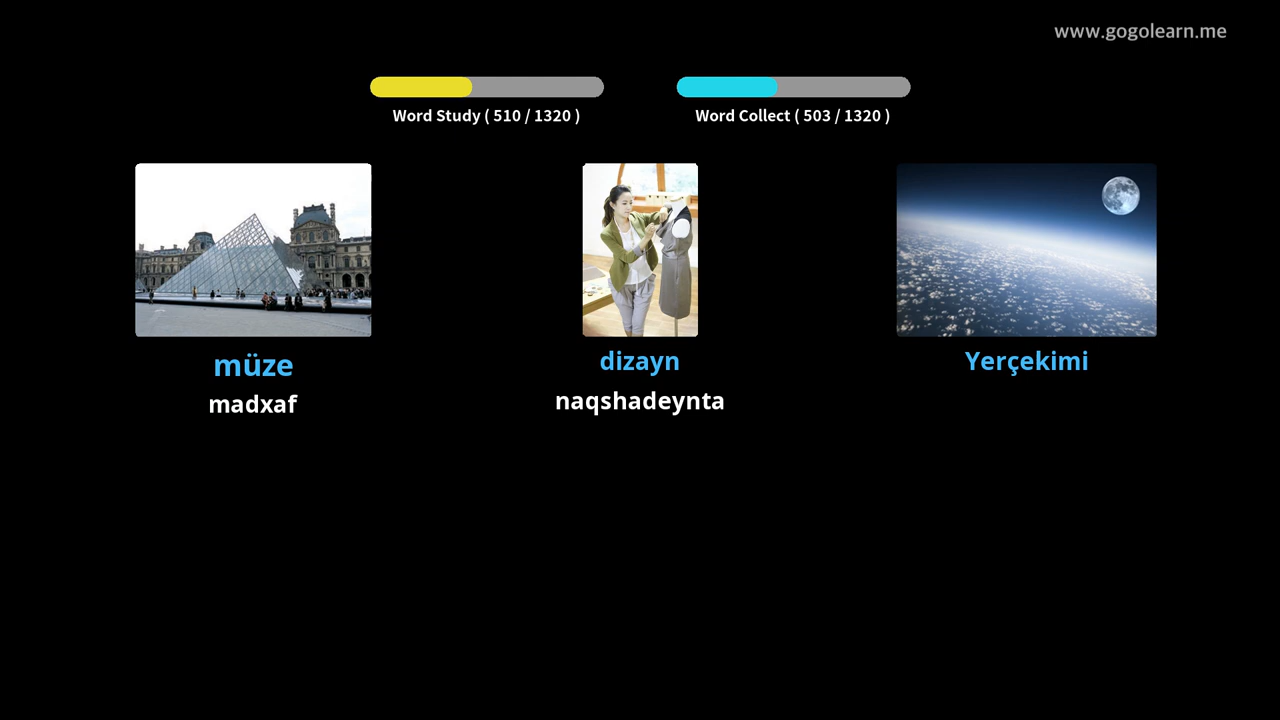 www.gogolearn.me
Word Study ( 510 / 1320 )
Word Collect ( 503 / 1320 )
müze
dizayn
Yerçekimi
madxaf
naqshadeynta